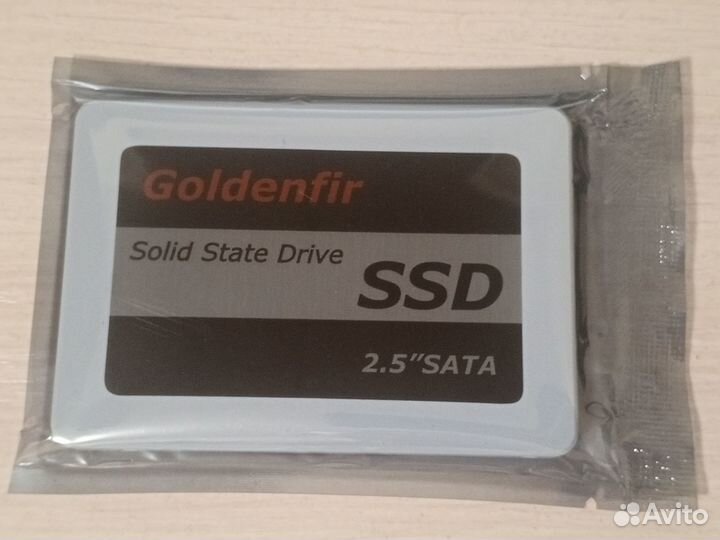 Goldenfir
Solid State Drive
SSD
2.5"SATA
Avito